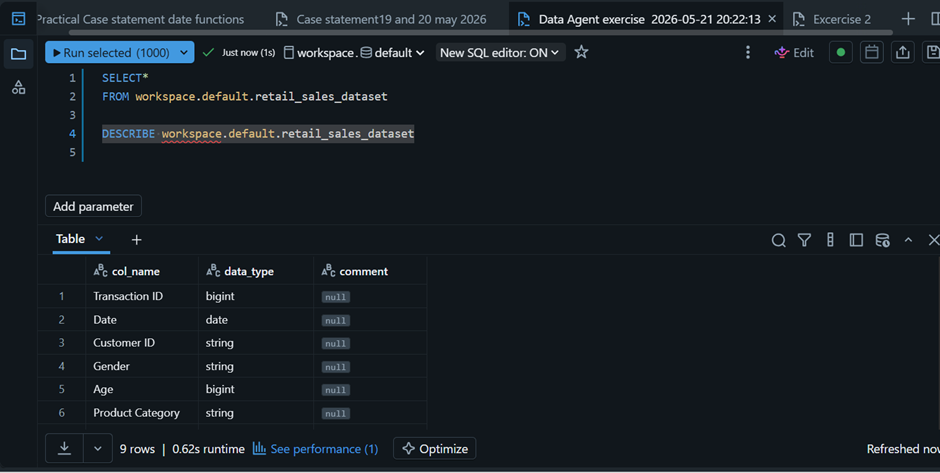 Practical Case statement date functions
Case statement19 and 20 may 2026
Data Agent exercise 2026-05-21 20:22:13
Excercise 2
Run selected (1000)
Just now (1s)
workspace.
default
New SQL editor: ON
Edit
1 SELECT*
2 FROM workspace.default.retail_sales_dataset
3
4 DESCRIBE workspace.default.retail_sales_dataset
5
Add parameter
Table
col_name data_type comment
1 Transaction ID bigint null
2 Date date null
3 Customer ID string null
4 Gender string null
5 Age bigint null
6 Product Category string null
9 rows | 0.62s runtime
See performance (1)
Optimize
Refreshed now